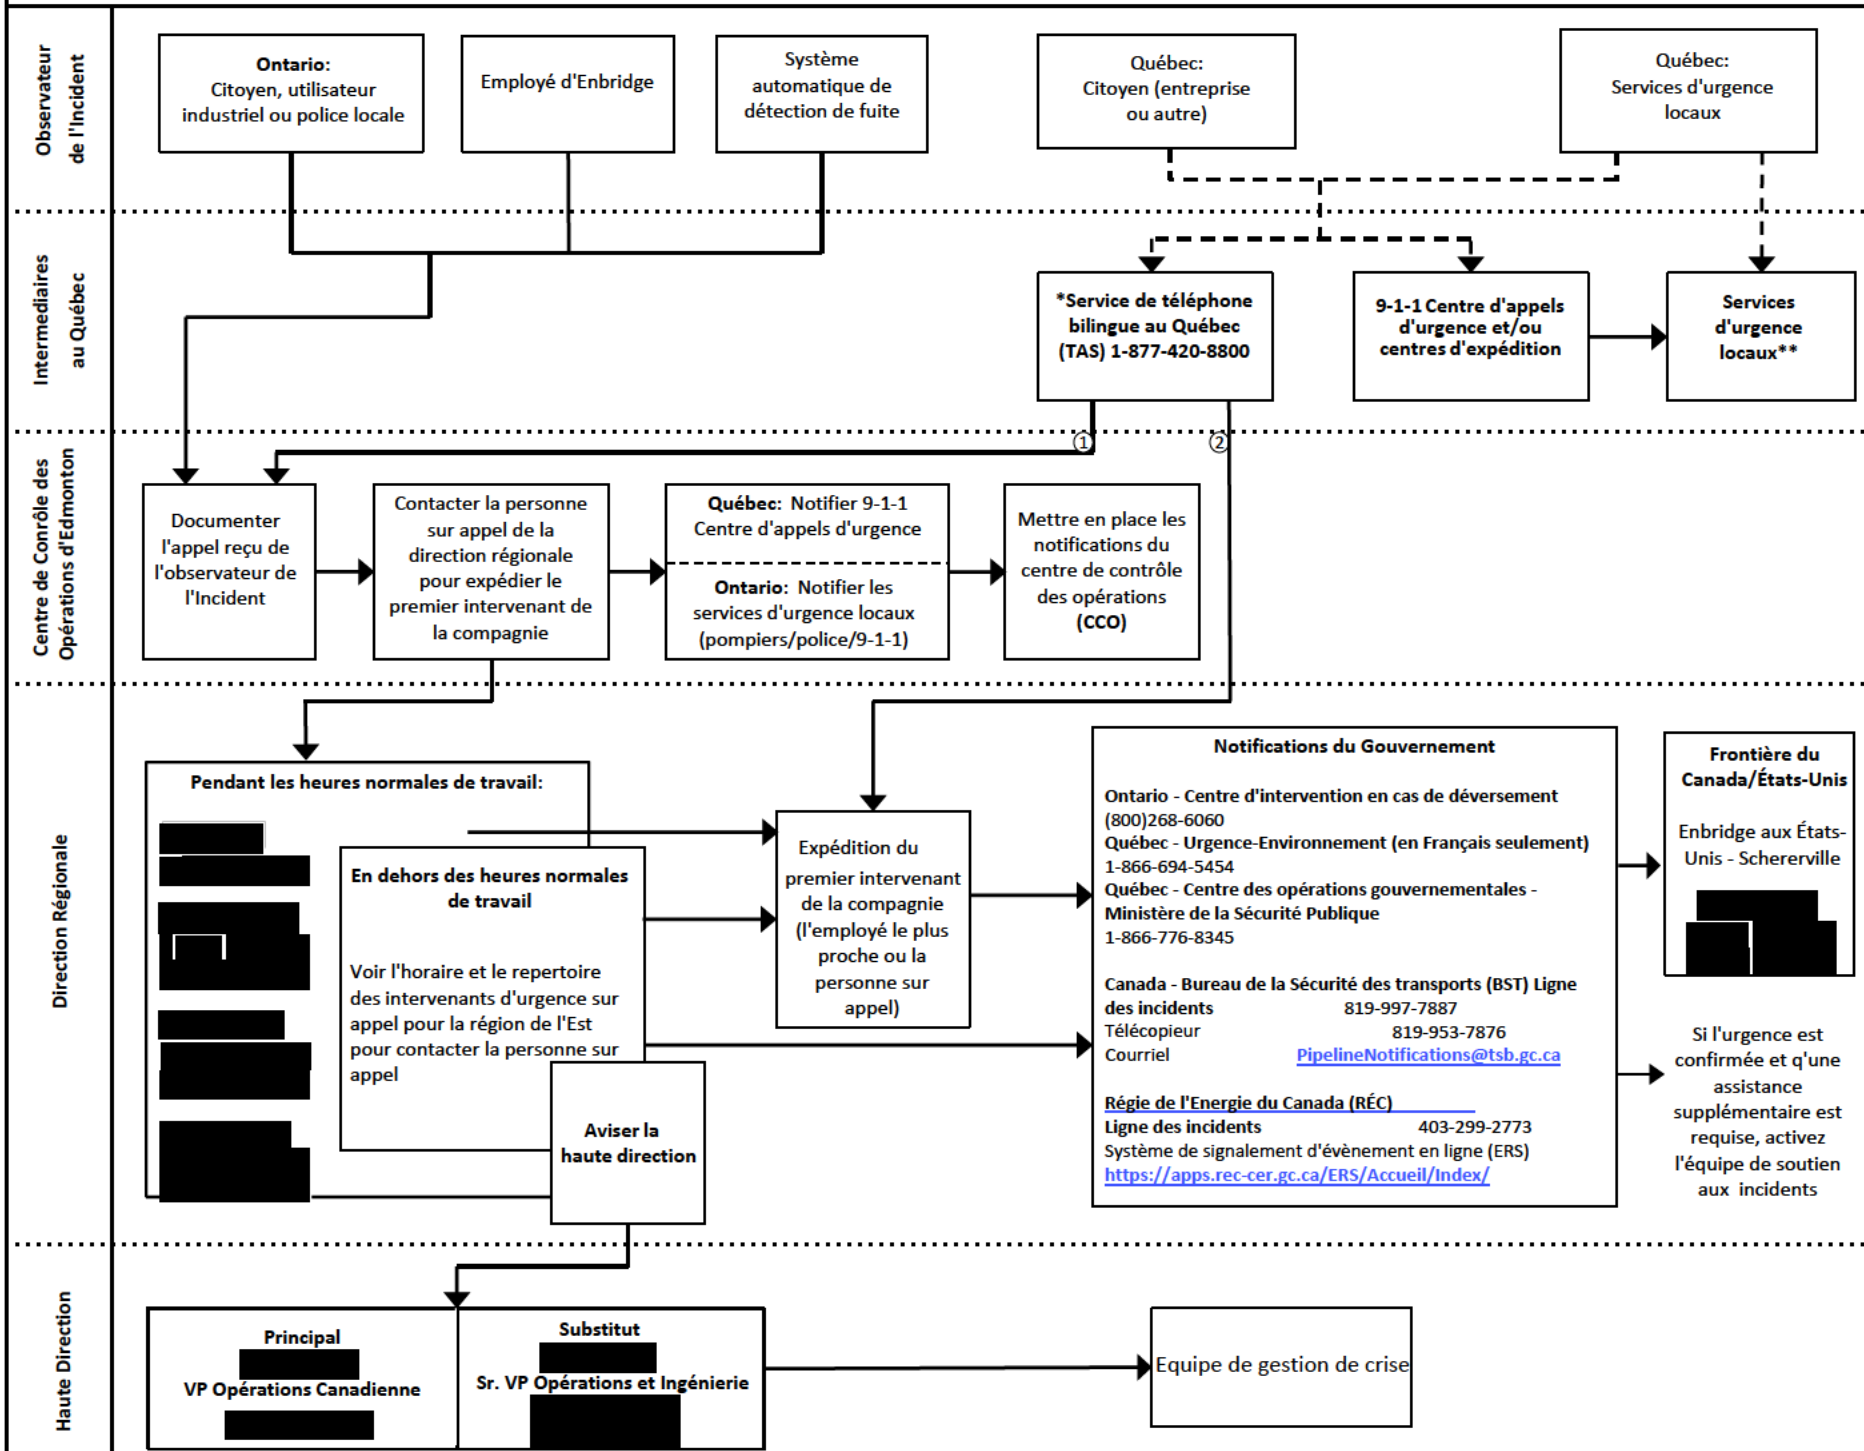 Observateur
de l'Incident
Ontario:
Citoyen, utilisateur
industriel ou police locale
Employé d'Enbridge
Système
automatique de
détection de fuite
Québec:
Citoyen (entreprise
ou autre)
Québec:
Services d'urgence
locaux
Intermediaires
au Québec
*Service de téléphone
bilingue au Québec
(TAS) 1-877-420-8800
9-1-1 Centre d'appels
d'urgence et/ou
centres d'expédition
Services
d'urgence
locaux**
1
2
Centre de Contrôle des
Opérations d'Edmonton
Documenter
l'appel reçu de
l'observateur de
l'Incident
Contacter la personne
sur appel de la
direction régionale
pour expédier le
premier intervenant de
la compagnie
Québec: Notifier 9-1-1
Centre d'appels d'urgence
Ontario: Notifier les
services d'urgence locaux
(pompiers/police/9-1-1)
Mettre en place les
notifications du
centre de contrôle
des opérations
(CCO)
Direction Régionale
Pendant les heures normales de travail:
En dehors des heures normales
de travail
Voir l'horaire et le repertoire
des intervenants d'urgence sur
appel pour la région de l'Est
pour contacter la personne sur
appel
Aviser la
haute direction
Expédition du
premier intervenant
de la compagnie
(l'employé le plus
proche ou la
personne sur
appel)
Notifications du Gouvernement
Ontario - Centre d'intervention en cas de déversement
(800)268-6060
Québec - Urgence-Environnement (en Français seulement)
1-866-694-5454
Québec - Centre des opérations gouvernementales -
Ministère de la Sécurité Publique
1-866-776-8345
Canada - Bureau de la Sécurité des transports (BST) Ligne
des incidents 819-997-7887
Télécopieur 819-953-7876
Courriel PipelineNotifications@tsb.gc.ca
Régie de l'Energie du Canada (RÉC)
Ligne des incidents 403-299-2773
Système de signalement d'évènement en ligne (ERS)
https://apps.rec-cer.gc.ca/ERS/Accueil/Index/
Frontière du
Canada/États-Unis
Enbridge aux États-
Unis - Schererville
Si l'urgence est
confirmée et q'une
assistance
supplémentaire est
requise, activez
l'équipe de soutien
aux incidents
Haute Direction
Principal
VP Opérations Canadienne
Substitut
Sr. VP Opérations et Ingénierie
Equipe de gestion de crise